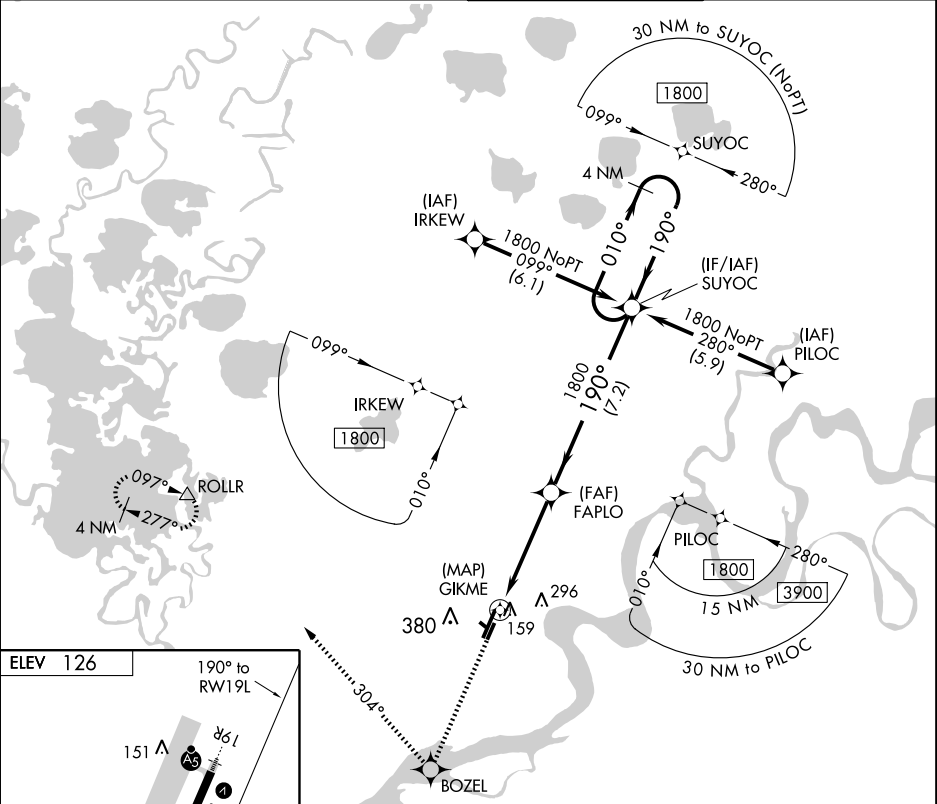 30 NM to SUYOC (NoPT)
1800
099°
SUYOC
280°
4 NM
010°
190°
(IAF)
IRKEW
1800 NoPT
099°
(6.1)
(IF/IAF)
SUYOC
1800 NoPT
280°
(5.9)
(IAF)
PILOC
099°
IRKEW
1800
010°
1800
190°
(7.2)
097°
ROLLR
277°
4 NM
(FAF)
FAPLO
PILOC
280°
1800
3900
010°
15 NM
30 NM to PILOC
(MAP)
GIKME
296
380
159
304°
BOZEL
ELEV 126
190° to
RW19L
19R
151
A5